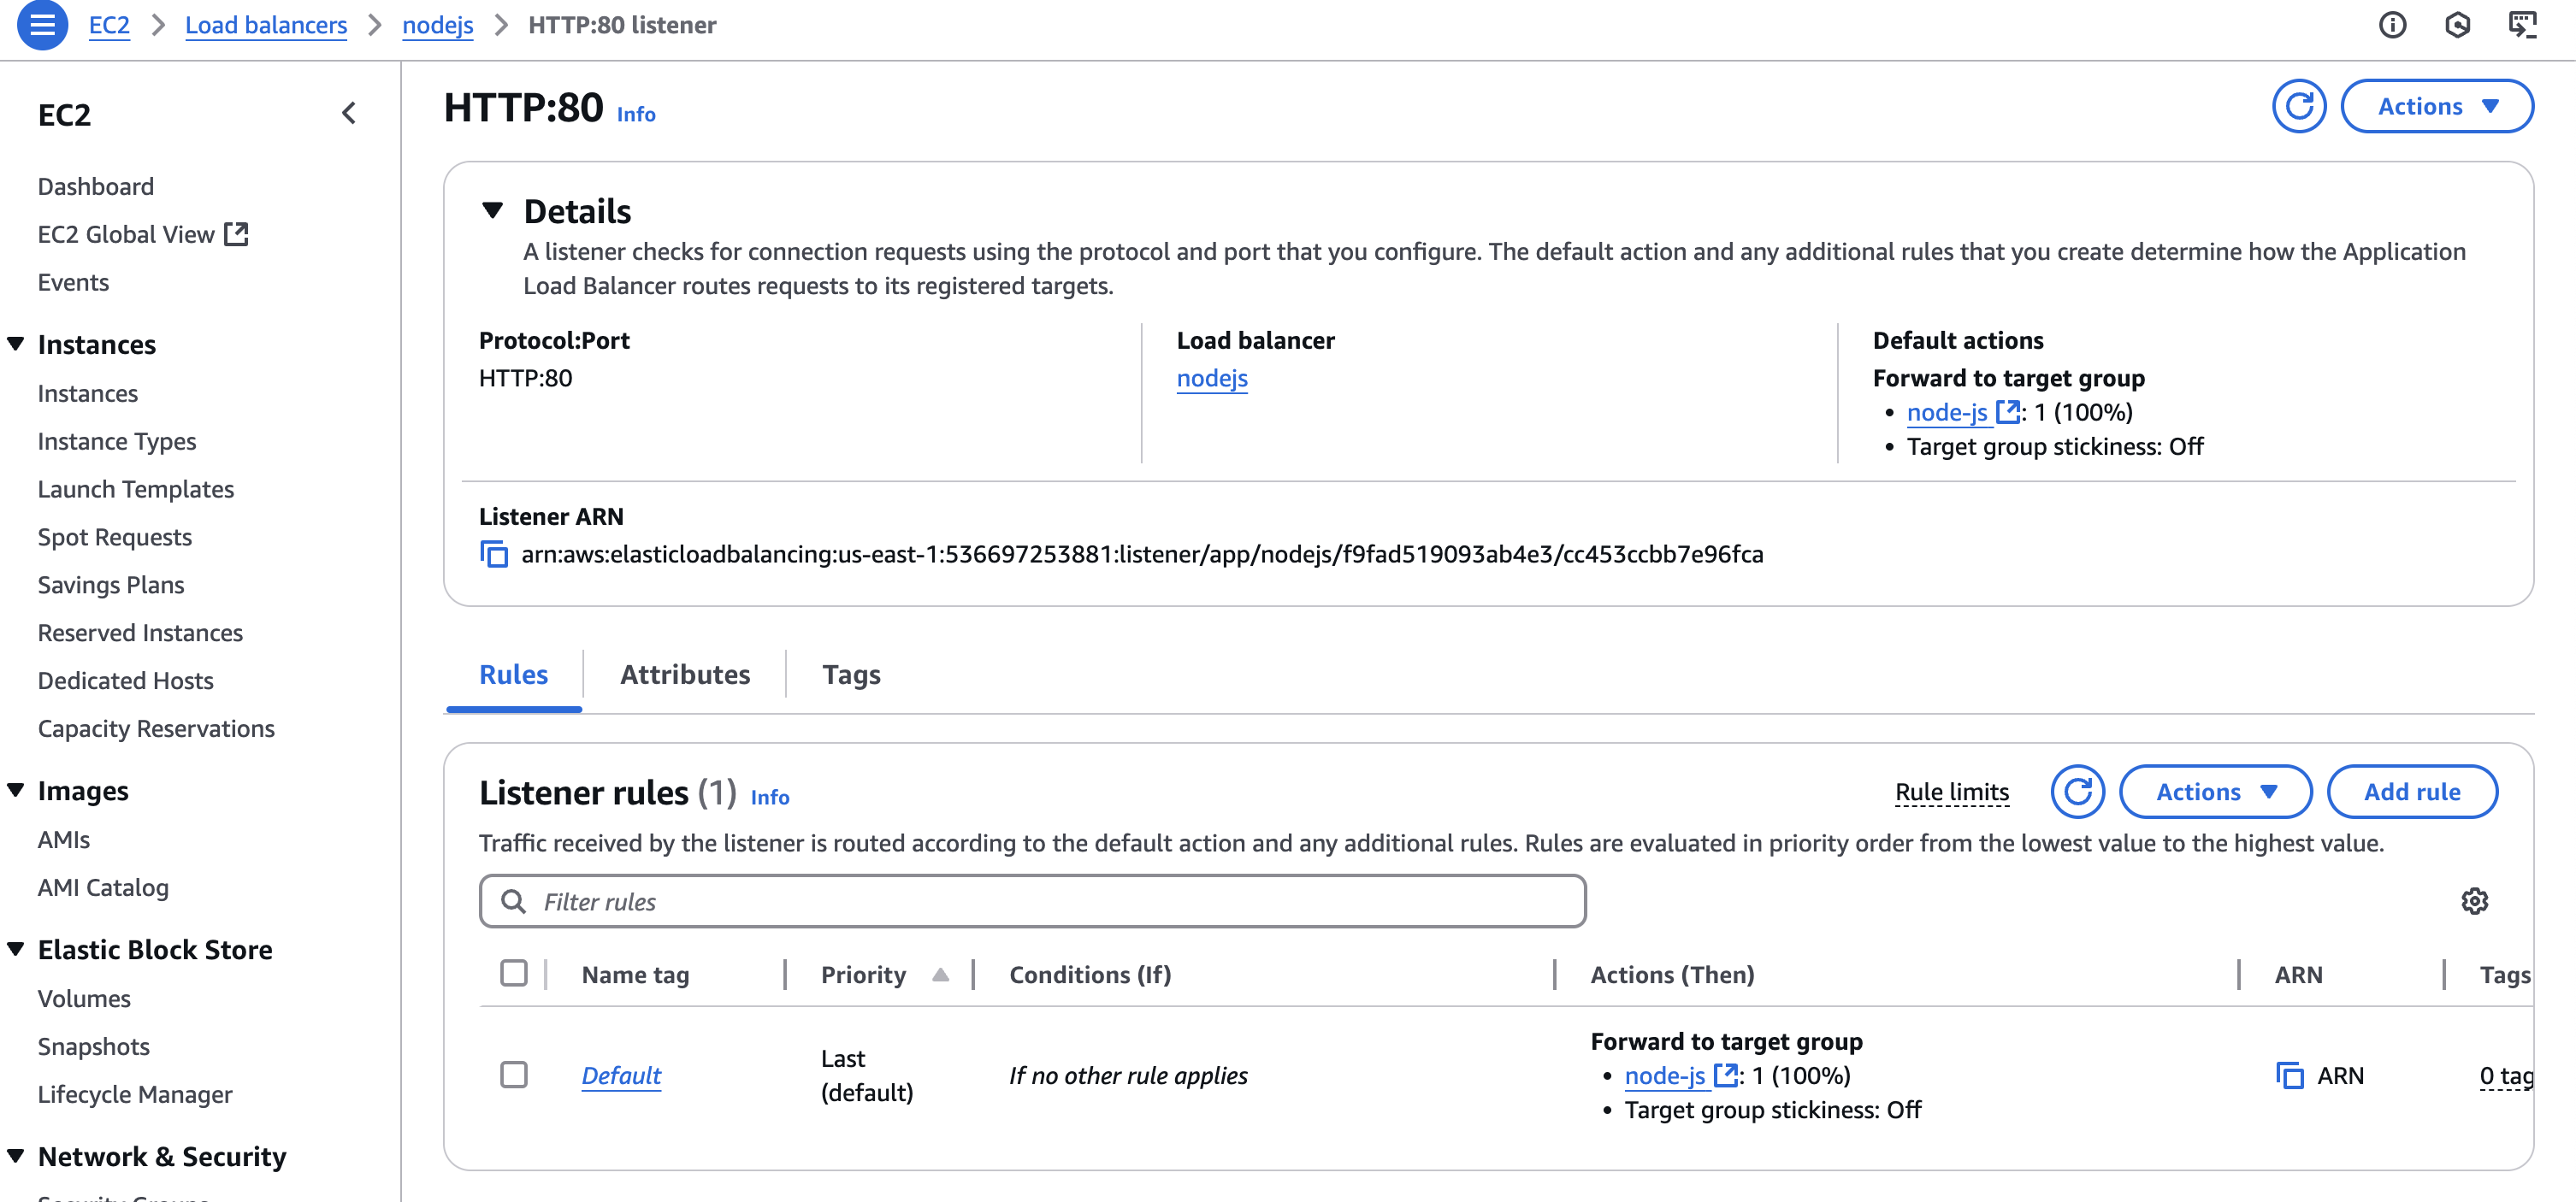 EC2 > Load balancers > nodejs > HTTP:80 listener
EC2
Dashboard
EC2 Global View
Events
Instances
Instances
Instance Types
Launch Templates
Spot Requests
Savings Plans
Reserved Instances
Dedicated Hosts
Capacity Reservations
Images
AMIs
AMI Catalog
Elastic Block Store
Volumes
Snapshots
Lifecycle Manager
Network & Security
HTTP:80 Info
Actions
Details
A listener checks for connection requests using the protocol and port that you configure. The default action and any additional rules that you create determine how the Application
Load Balancer routes requests to its registered targets.
Protocol:Port
HTTP:80
Load balancer
nodejs
Default actions
Forward to target group
• node-js : 1 (100%)
• Target group stickiness: Off
Listener ARN
arn:aws:elasticloadbalancing:us-east-1:536697253881:listener/app/nodejs/f9fad519093ab4e3/cc453ccbb7e96fca
Rules Attributes Tags
Listener rules (1) Info
Rule limits Actions Add rule
Traffic received by the listener is routed according to the default action and any additional rules. Rules are evaluated in priority order from the lowest value to the highest value.
Filter rules
Name tag Priority Conditions (If) Actions (Then) ARN Tags
Default
Last
(default)
If no other rule applies
Forward to target group
• node-js : 1 (100%)
• Target group stickiness: Off
ARN
0 tag